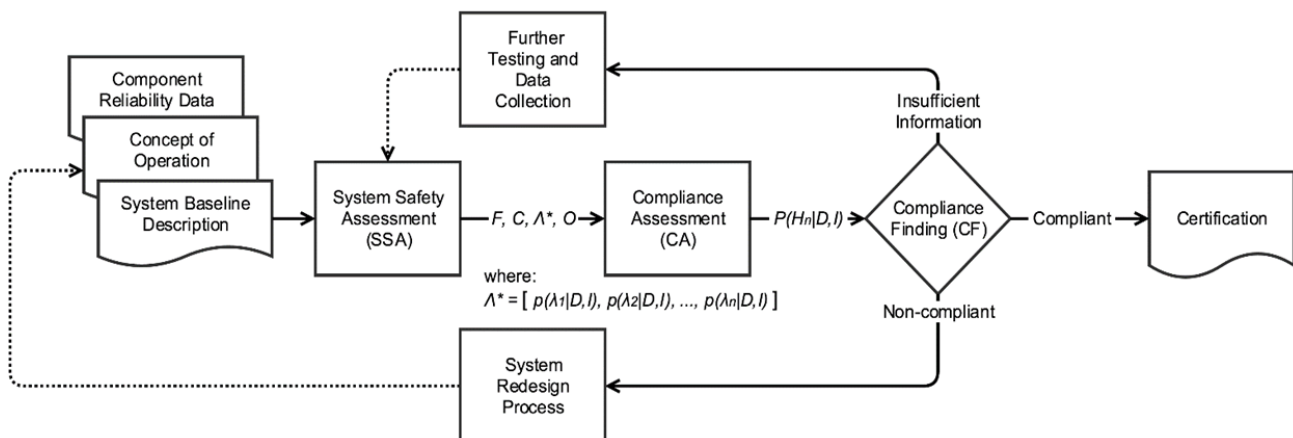 Component
Reliability Data
Concept of
Operation
System Baseline
Description
System Safety
Assessment
(SSA)
Further
Testing and
Data
Collection
F, C, Λ*, O
where:
Λ* = [ p(λ1|D,I), p(λ2|D,I), ..., p(λn|D,I) ]
Compliance
Assessment
(CA)
P(Hn|D,I)
Insufficient
Information
Compliance
Finding (CF)
Compliant
Certification
Non-compliant
System
Redesign
Process